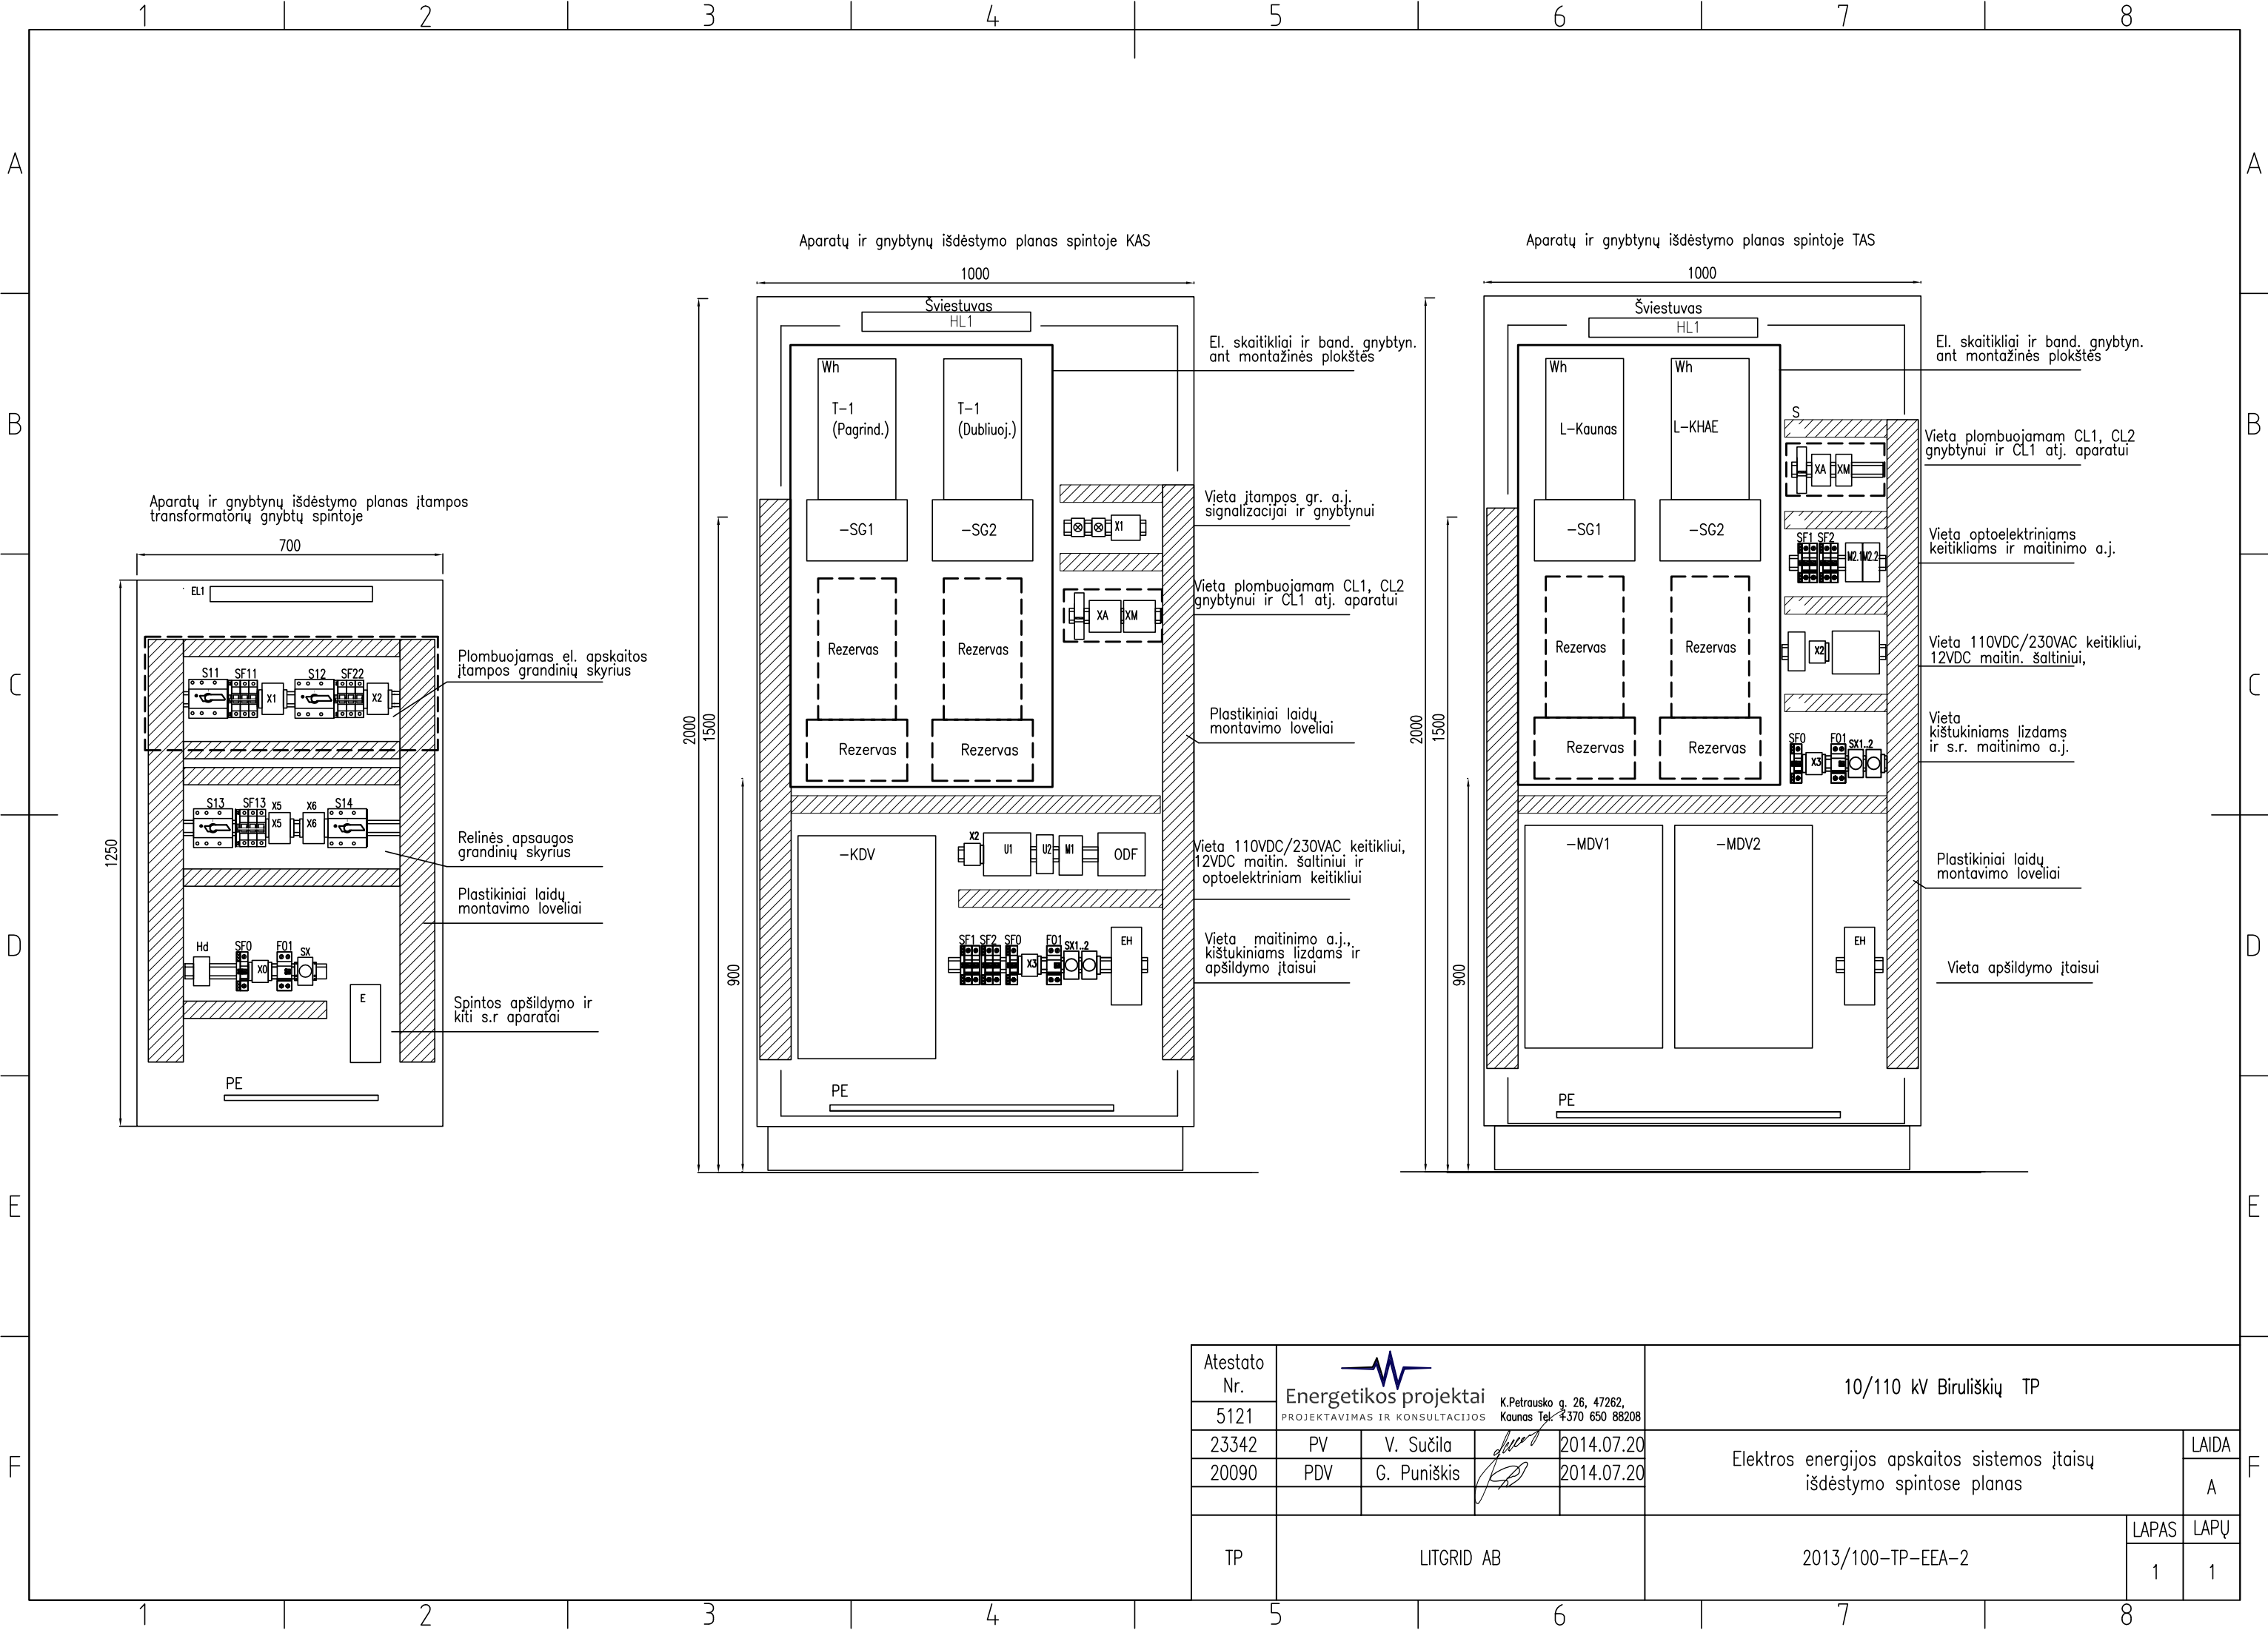 1 2 3 4 5 6 7 8
A A
B B
C C
D D
E E
F F
Aparatų ir gnybtynų išdėstymo planas įtampos
transformatorių gnybtų spintoje
700
1250
EL1
S11 SF11 S12 SF22
X1 X2
S13 SF13 X5 X6 S14
X5 X6
Hd SF0 F01 SX
X0
E
PE
Plombuojamas el. apskaitos
įtampos grandinių skyrius
Relinės apsaugos
grandinių skyrius
Plastikiniai laidų
montavimo loveliai
Spintos apšildymo ir
kiti s.r aparatai
Aparatų ir gnybtynų išdėstymo planas spintoje KAS
1000
2000
1500
900
Šviestuvas
HL1
Wh
T-1
(Pagrind.)
T-1
(Dubliuoj.)
-SG1 -SG2
X1
XA XM
Rezervas Rezervas
Rezervas Rezervas
-KDV
X2 U1 U2 M1 ODF
SF1 SF2 SF0 F01 SX1..2
X3
EH
PE
El. skaitikliai ir band. gnybtyn.
ant montažinės plokštės
Vieta įtampos gr. a.j.
signalizacijai ir gnybtynui
Vieta plombuojamam CL1, CL2
gnybtynui ir CL1 atj. aparatui
Plastikiniai laidų
montavimo loveliai
Vieta 110VDC/230VAC keitikliui,
12VDC maitin. šaltiniui ir
optoelektriniam keitikliui
Vieta maitinimo a.j.,
kištukiniams lizdams ir
apšildymo įtaisui
Aparatų ir gnybtynų išdėstymo planas spintoje TAS
1000
2000
1500
900
Šviestuvas
HL1
Wh Wh
L-Kaunas L-KHAE
S
XA XM
-SG1 -SG2
SF1 SF2
M2.1 M2.2
Rezervas Rezervas
X2
Rezervas Rezervas
SF0 F01 SX1..2
X3
-MDV1 -MDV2
EH
PE
El. skaitikliai ir band. gnybtyn.
ant montažinės plokštės
Vieta plombuojamam CL1, CL2
gnybtynui ir CL1 atj. aparatui
Vieta optoelektriniams
keitikliams ir maitinimo a.j.
Vieta 110VDC/230VAC keitikliui,
12VDC maitin. šaltiniui,
Vieta
kištukiniams lizdams
ir s.r. maitinimo a.j.
Plastikiniai laidų
montavimo loveliai
Vieta apšildymo įtaisui
Atestato
Nr.
5121
Energetikos projektai
PROJEKTAVIMAS IR KONSULTACIJOS
K.Petrausko g. 26, 47262,
Kaunas Tel. +370 650 88208
10/110 kV Biruliškių TP
23342 PV V. Sučila 2014.07.20
20090 PDV G. Puniškis 2014.07.20
Elektros energijos apskaitos sistemos įtaisų
išdėstymo spintose planas
LAIDA
A
TP LITGRID AB 2013/100-TP-EEA-2
LAPAS LAPŲ
1 1
1 2 3 4 5 6 7 8